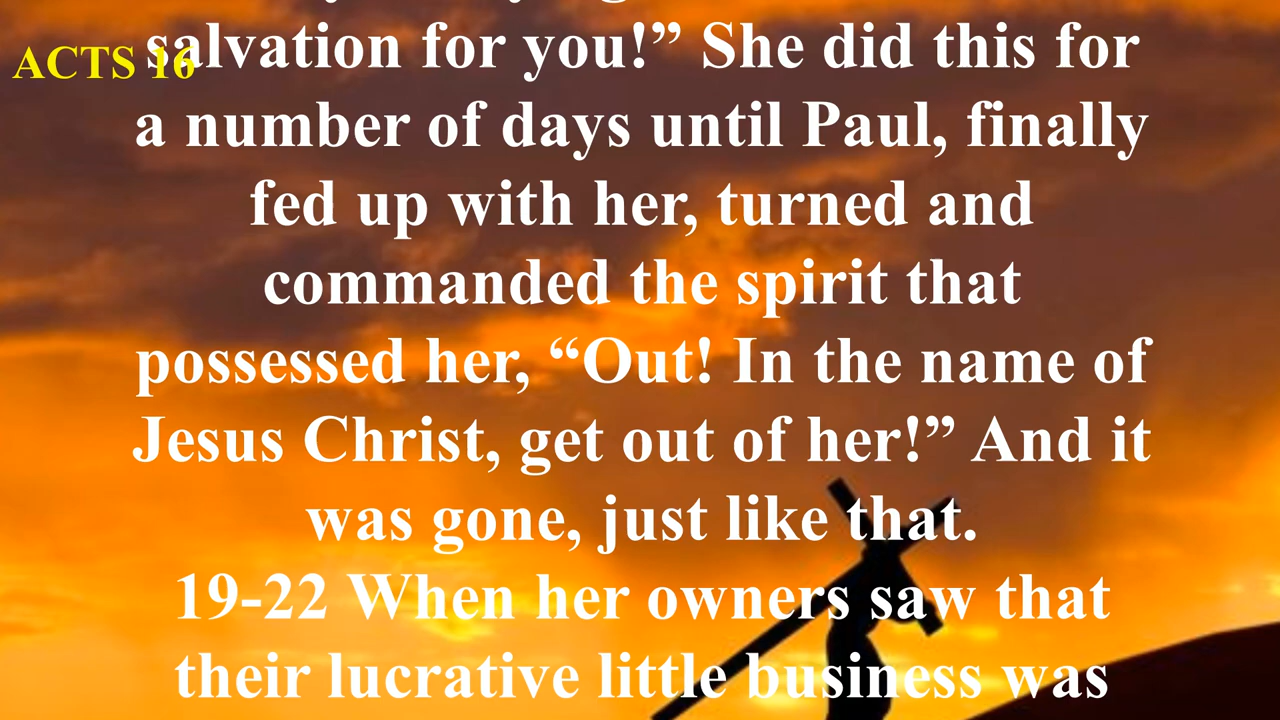 ACTS 16
salvation for you!” She did this for
a number of days until Paul, finally
fed up with her, turned and
commanded the spirit that
possessed her, “Out! In the name of
Jesus Christ, get out of her!” And it
was gone, just like that.
19-22 When her owners saw that
their lucrative little business was